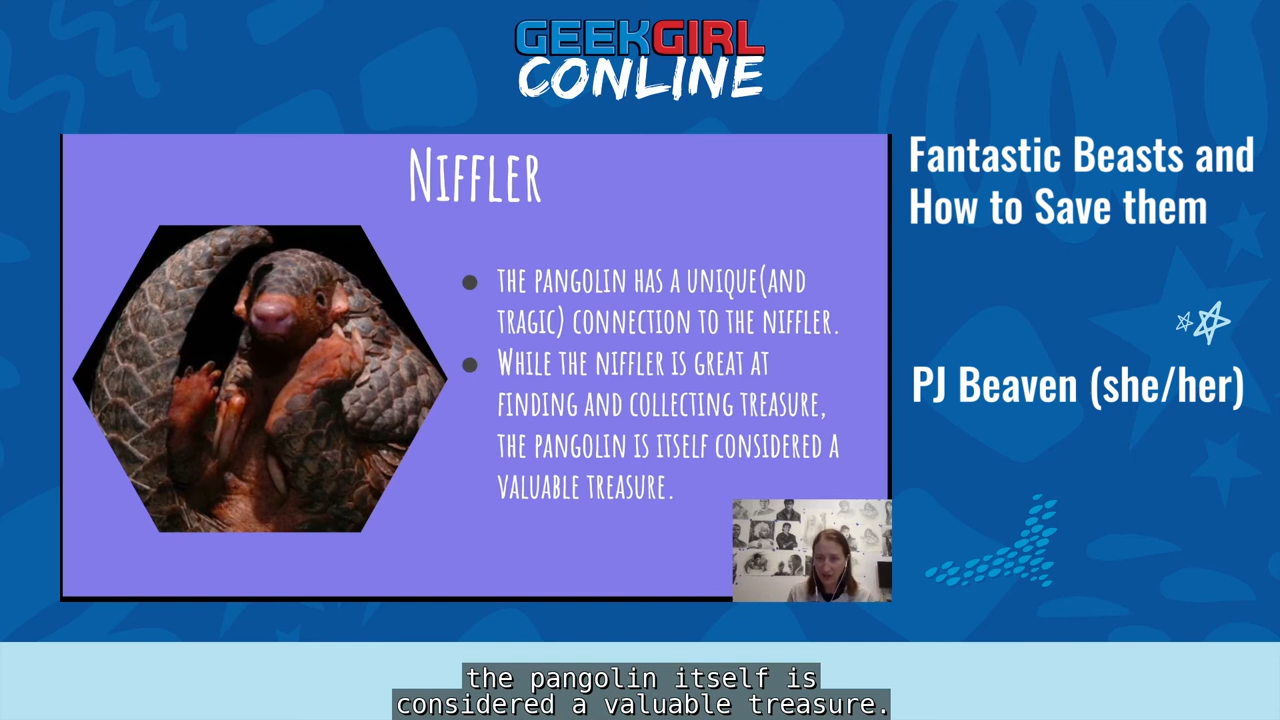 GEEKGIRL
CONLINE
NIFFLER
THE PANGOLIN HAS A UNIQUE(AND
TRAGIC) CONNECTION TO THE NIFFLER.
WHILE THE NIFFLER IS GREAT AT
FINDING AND COLLECTING TREASURE,
THE PANGOLIN IS ITSELF CONSIDERED A
VALUABLE TREASURE.
Fantastic Beasts and
How to Save them
PJ Beaven (she/her)
the pangolin itself is
considered a valuable treasure.